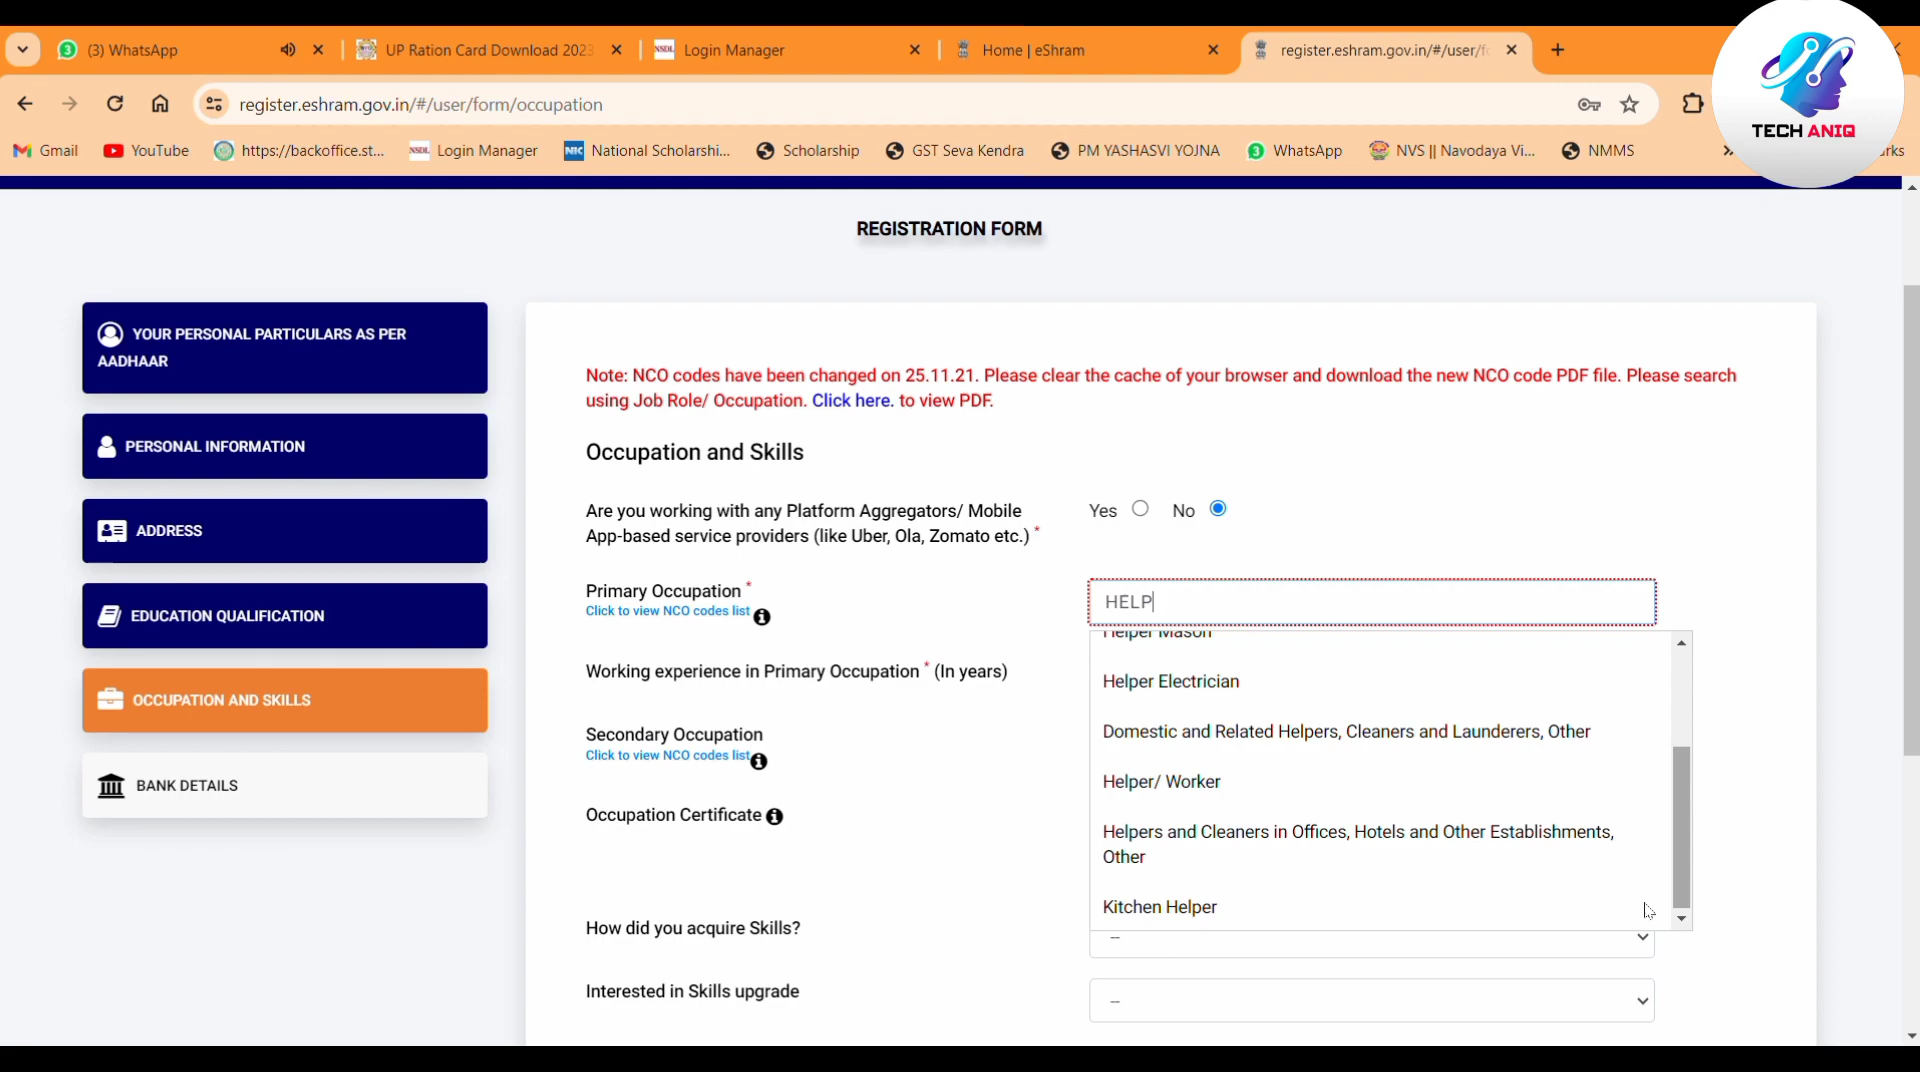 (3) WhatsApp
UP Ration Card Download 2023
NSDL Login Manager
Home | eShram
register.eshram.gov.in/#/user/fo
register.eshram.gov.in/#/user/form/occupation
TECH ANIQ
Gmail
YouTube
https://backoffice.st...
NSDL Login Manager
NIC National Scholarshi...
Scholarship
GST Seva Kendra
PM YASHASVI YOJNA
3 WhatsApp
NVS || Navodaya Vi...
NMMS
»
REGISTRATION FORM
YOUR PERSONAL PARTICULARS AS PER
AADHAAR
PERSONAL INFORMATION
ADDRESS
EDUCATION QUALIFICATION
OCCUPATION AND SKILLS
BANK DETAILS
Note: NCO codes have been changed on 25.11.21. Please clear the cache of your browser and download the new NCO code PDF file. Please search
using Job Role/ Occupation. Click here. to view PDF.
Occupation and Skills
Are you working with any Platform Aggregators/ Mobile
App-based service providers (like Uber, Ola, Zomato etc.) *
Yes No
Primary Occupation *
Click to view NCO codes list
HELP
Helper Mason
Working experience in Primary Occupation * (In years)
Helper Electrician
Secondary Occupation
Click to view NCO codes list
Domestic and Related Helpers, Cleaners and Launderers, Other
Helper/ Worker
Occupation Certificate
Helpers and Cleaners in Offices, Hotels and Other Establishments,
Other
Kitchen Helper
How did you acquire Skills?
--
Interested in Skills upgrade
--